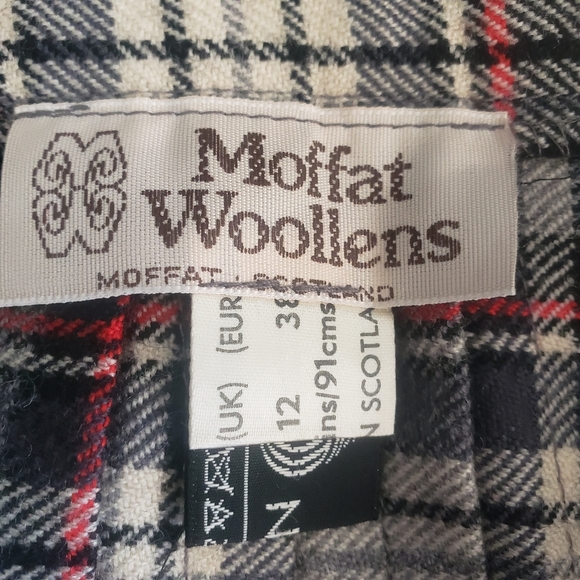 Moffat
Woollens
MOFFAT · SCOTLAND
(UK) (EUR
12 38
ns/91cms
N SCOTLA
N